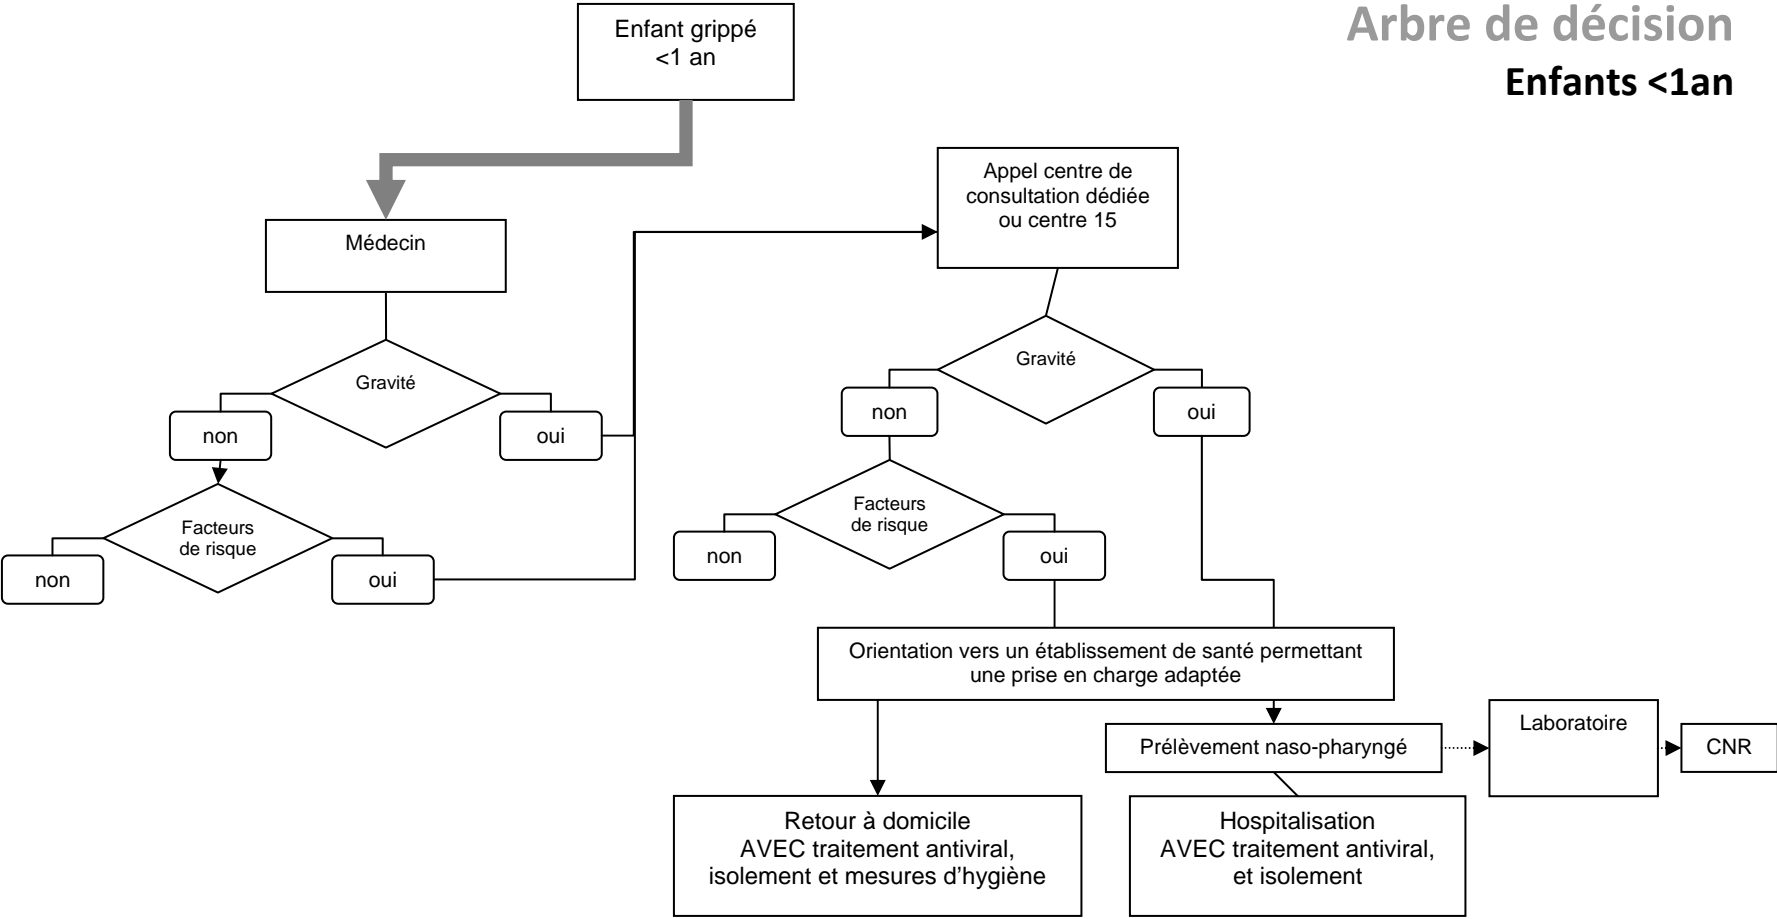 Arbre de décision
Enfants <1an
Enfant grippé
<1 an
Médecin
Gravité
non
oui
Facteurs
de risque
non
oui
Appel centre de
consultation dédiée
ou centre 15
Gravité
non
oui
Facteurs
de risque
non
oui
Orientation vers un établissement de santé permettant
une prise en charge adaptée
Prélèvement naso-pharyngé
Laboratoire
CNR
Retour à domicile
AVEC traitement antiviral,
isolement et mesures d'hygiène
Hospitalisation
AVEC traitement antiviral,
et isolement